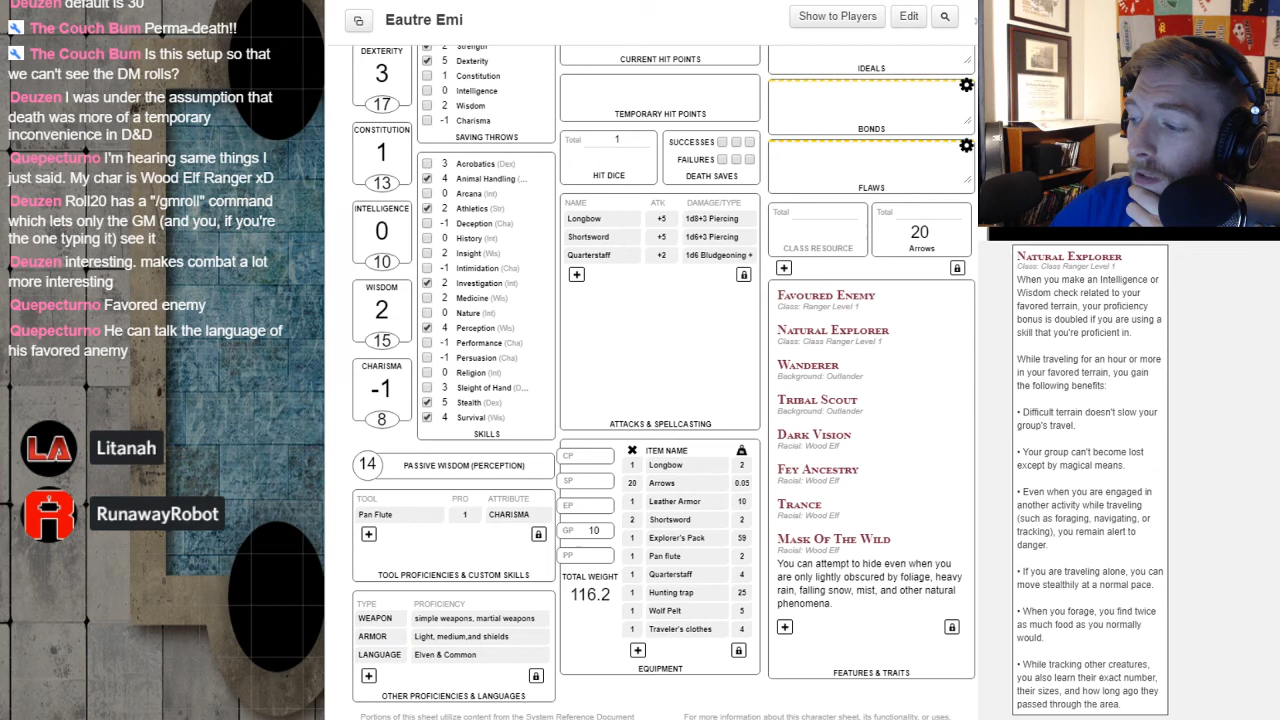 Deuzen default is 30
The Couch Bum Perma-death!!
The Couch Bum Is this setup so that
we can't see the DM rolls?
Deuzen I was under the assumption that
death was more of a temporary
inconvenience in D&D
Quepecturno I'm hearing same things I
just said. My char is Wood Elf Ranger xD
Deuzen Roll20 has a "/gmroll" command
which lets only the GM (and you, if you're
the one typing it) see it
Deuzen interesting. makes combat a lot
more interesting
Quepecturno Favored enemy
Quepecturno He can talk the language of
his favored anemy
LA Litanah
RunawayRobot
Eautre Emi
Show to Players
Edit
DEXTERITY
3
17
CONSTITUTION
1
13
INTELLIGENCE
0
10
WISDOM
2
15
CHARISMA
-1
8
2 Strength
5 Dexterity
1 Constitution
0 Intelligence
2 Wisdom
-1 Charisma
SAVING THROWS
3 Acrobatics (Dex)
4 Animal Handling (...
0 Arcana (Int)
2 Athletics (Str)
-1 Deception (Cha)
0 History (Int)
2 Insight (Wis)
-1 Intimidation (Cha)
2 Investigation (Int)
2 Medicine (Wis)
0 Nature (Int)
4 Perception (Wis)
-1 Performance (Cha)
-1 Persuasion (Cha)
0 Religion (Int)
3 Sleight of Hand (D...
5 Stealth (Dex)
4 Survival (Wis)
SKILLS
14 PASSIVE WISDOM (PERCEPTION)
TOOL PRO ATTRIBUTE
Pan Flute 1 CHARISMA
TOOL PROFICIENCIES & CUSTOM SKILLS
TYPE PROFICIENCY
WEAPON simple weapons, martial weapons
ARMOR Light, medium,and shields
LANGUAGE Elven & Common
OTHER PROFICIENCIES & LANGUAGES
CURRENT HIT POINTS
TEMPORARY HIT POINTS
Total 1
HIT DICE
SUCCESSES
FAILURES
DEATH SAVES
NAME ATK DAMAGE/TYPE
Longbow +5 1d8+3 Piercing
Shortsword +5 1d6+3 Piercing
Quarterstaff +2 1d6 Bludgeoning +
ATTACKS & SPELLCASTING
CP
SP
EP
GP 10
PP
TOTAL WEIGHT
116.2
ITEM NAME
1 Longbow 2
20 Arrows 0.05
1 Leather Armor 10
2 Shortsword 2
1 Explorer's Pack 59
1 Pan flute 2
1 Quarterstaff 4
1 Hunting trap 25
1 Wolf Pelt 5
1 Traveler's clothes 4
EQUIPMENT
IDEALS
BONDS
FLAWS
Total
CLASS RESOURCE
Total
20
Arrows
FAVOURED ENEMY
Class: Ranger Level 1
NATURAL EXPLORER
Class: Class Ranger Level 1
WANDERER
Background: Outlander
TRIBAL SCOUT
Background: Outlander
DARK VISION
Racial: Wood Elf
FEY ANCESTRY
Racial: Wood Elf
TRANCE
Racial: Wood Elf
MASK OF THE WILD
Racial: Wood Elf
You can attempt to hide even when you
are only lightly obscured by foliage, heavy
rain, falling snow, mist, and other natural
phenomena.
FEATURES & TRAITS
Portions of this sheet utilize content from the System Reference Document
For more information about this character sheet, its functionality, or uses,
NATURAL EXPLORER
Class: Class Ranger Level 1
When you make an Intelligence or
Wisdom check related to your
favored terrain, your proficiency
bonus is doubled if you are using a
skill that you're proficient in.
While traveling for an hour or more
in your favored terrain, you gain
the following benefits:
• Difficult terrain doesn't slow your
group's travel.
• Your group can't become lost
except by magical means.
• Even when you are engaged in
another activity while traveling
(such as foraging, navigating, or
tracking), you remain alert to
danger.
• If you are traveling alone, you can
move stealthily at a normal pace.
• When you forage, you find twice
as much food as you normally
would.
• While tracking other creatures,
you also learn their exact number,
their sizes, and how long ago they
passed through the area.